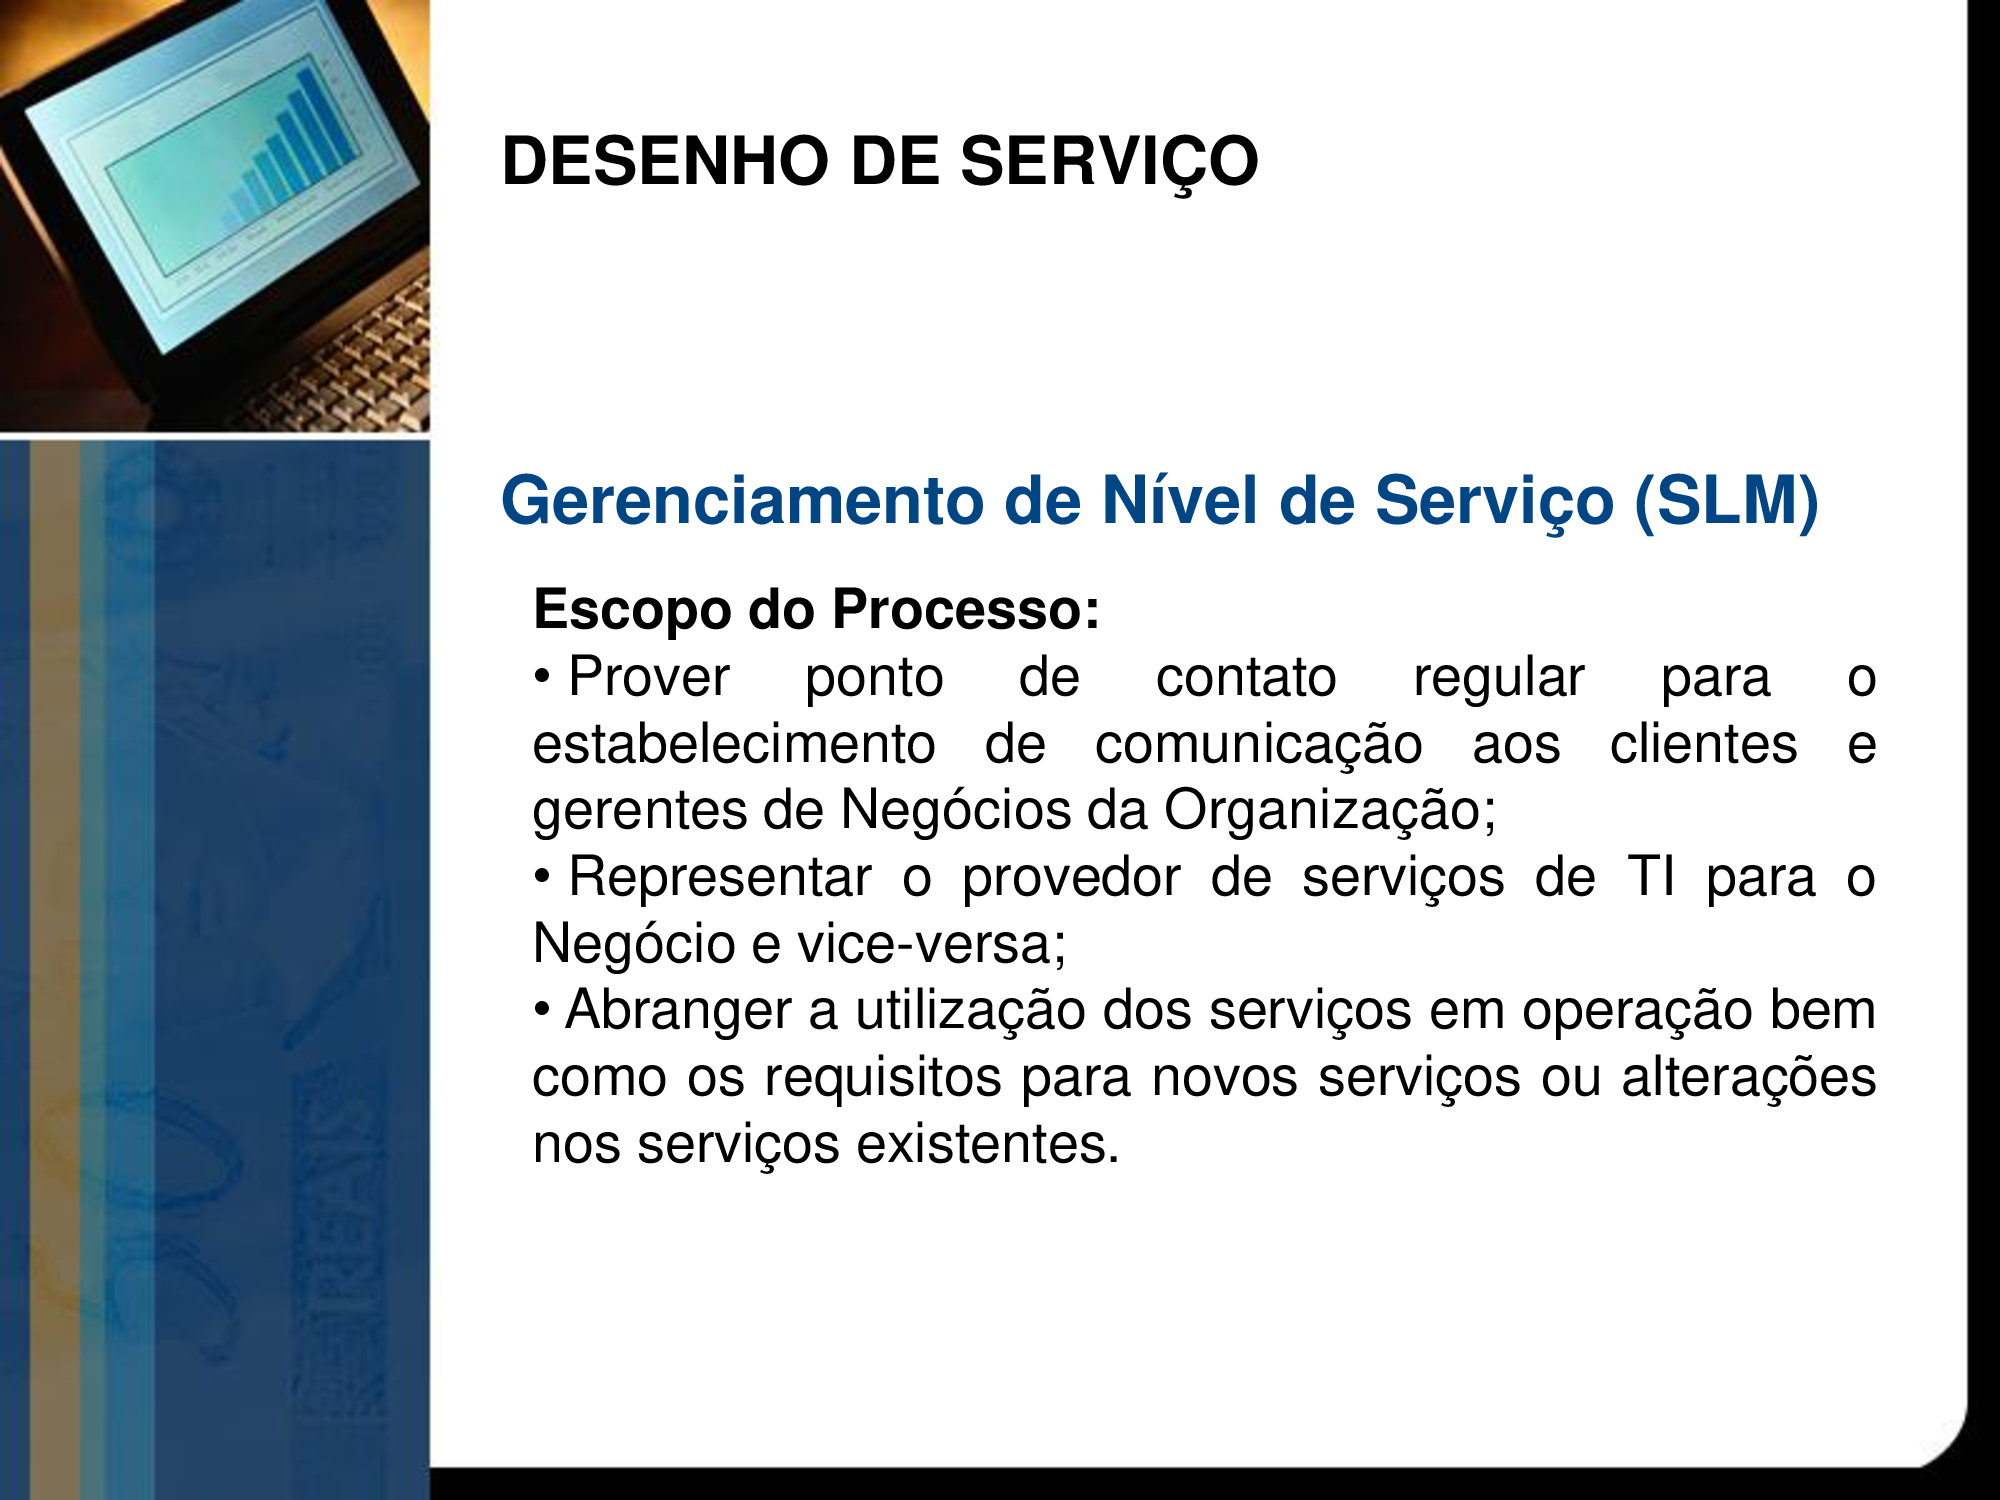 DESENHO DE SERVIÇO
Gerenciamento de Nível de Serviço (SLM)
Escopo do Processo:
• Prover ponto de contato regular para o
estabelecimento de comunicação aos clientes e
gerentes de Negócios da Organização;
• Representar o provedor de serviços de TI para o
Negócio e vice-versa;
• Abranger a utilização dos serviços em operação bem
como os requisitos para novos serviços ou alterações
nos serviços existentes.
REAIS